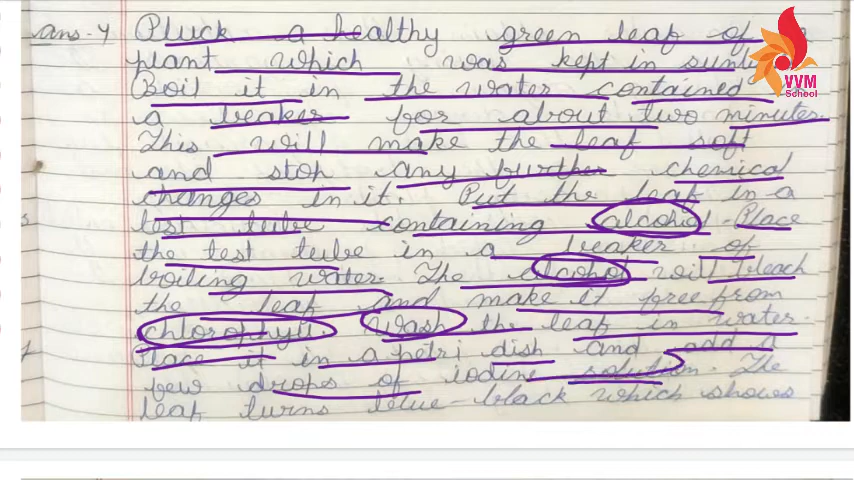 ans-4 Pluck a healthy green leaf of a
plant which was kept in sunlight
Boil it in the water contained
a beaker for about two minutes.
This will make the leaf soft
and stop any further chemical
changes in it. Put the leaf in a
test tube containing alcohol. Place
the test tube in a beaker of
boiling water. The alcohol will bleach
the leaf and make it free from
chlorophyll wash the leaf in water.
Place it in a petri dish and add a
few drops of iodine solution. The
leaf turns blue-black which shows
VVM
School